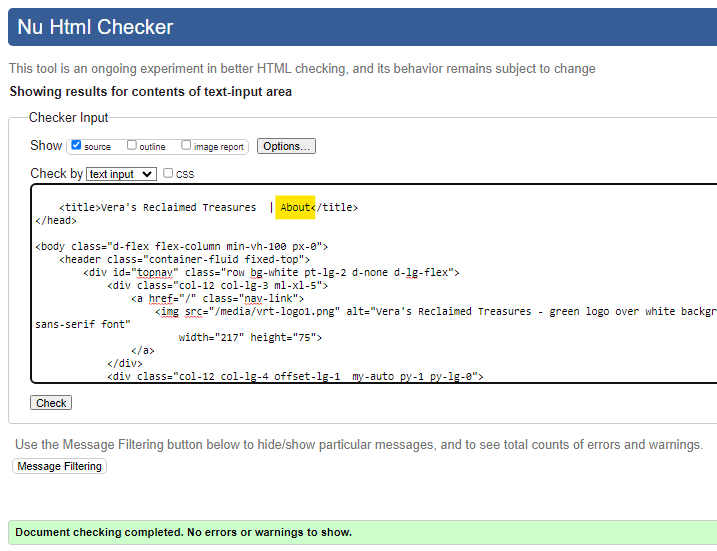 Nu Html Checker
This tool is an ongoing experiment in better HTML checking, and its behavior remains subject to change
Showing results for contents of text-input area
Checker Input
Show source outline image report Options...
Check by text input css
<title>Vera's Reclaimed Treasures | About</title>
</head>
<body class="d-flex flex-column min-vh-100 px-0">
<header class="container-fluid fixed-top">
<div id="topnav" class="row bg-white pt-lg-2 d-none d-lg-flex">
<div class="col-12 col-lg-3 ml-xl-5">
<a href="/" class="nav-link">
<img src="/media/vrt-logo1.png" alt="Vera's Reclaimed Treasures - green logo over white backgr
sans-serif font"
width="217" height="75">
</a>
</div>
<div class="col-12 col-lg-4 offset-lg-1  my-auto py-1 py-lg-0">
Check
Use the Message Filtering button below to hide/show particular messages, and to see total counts of errors and warnings.
Message Filtering
Document checking completed. No errors or warnings to show.